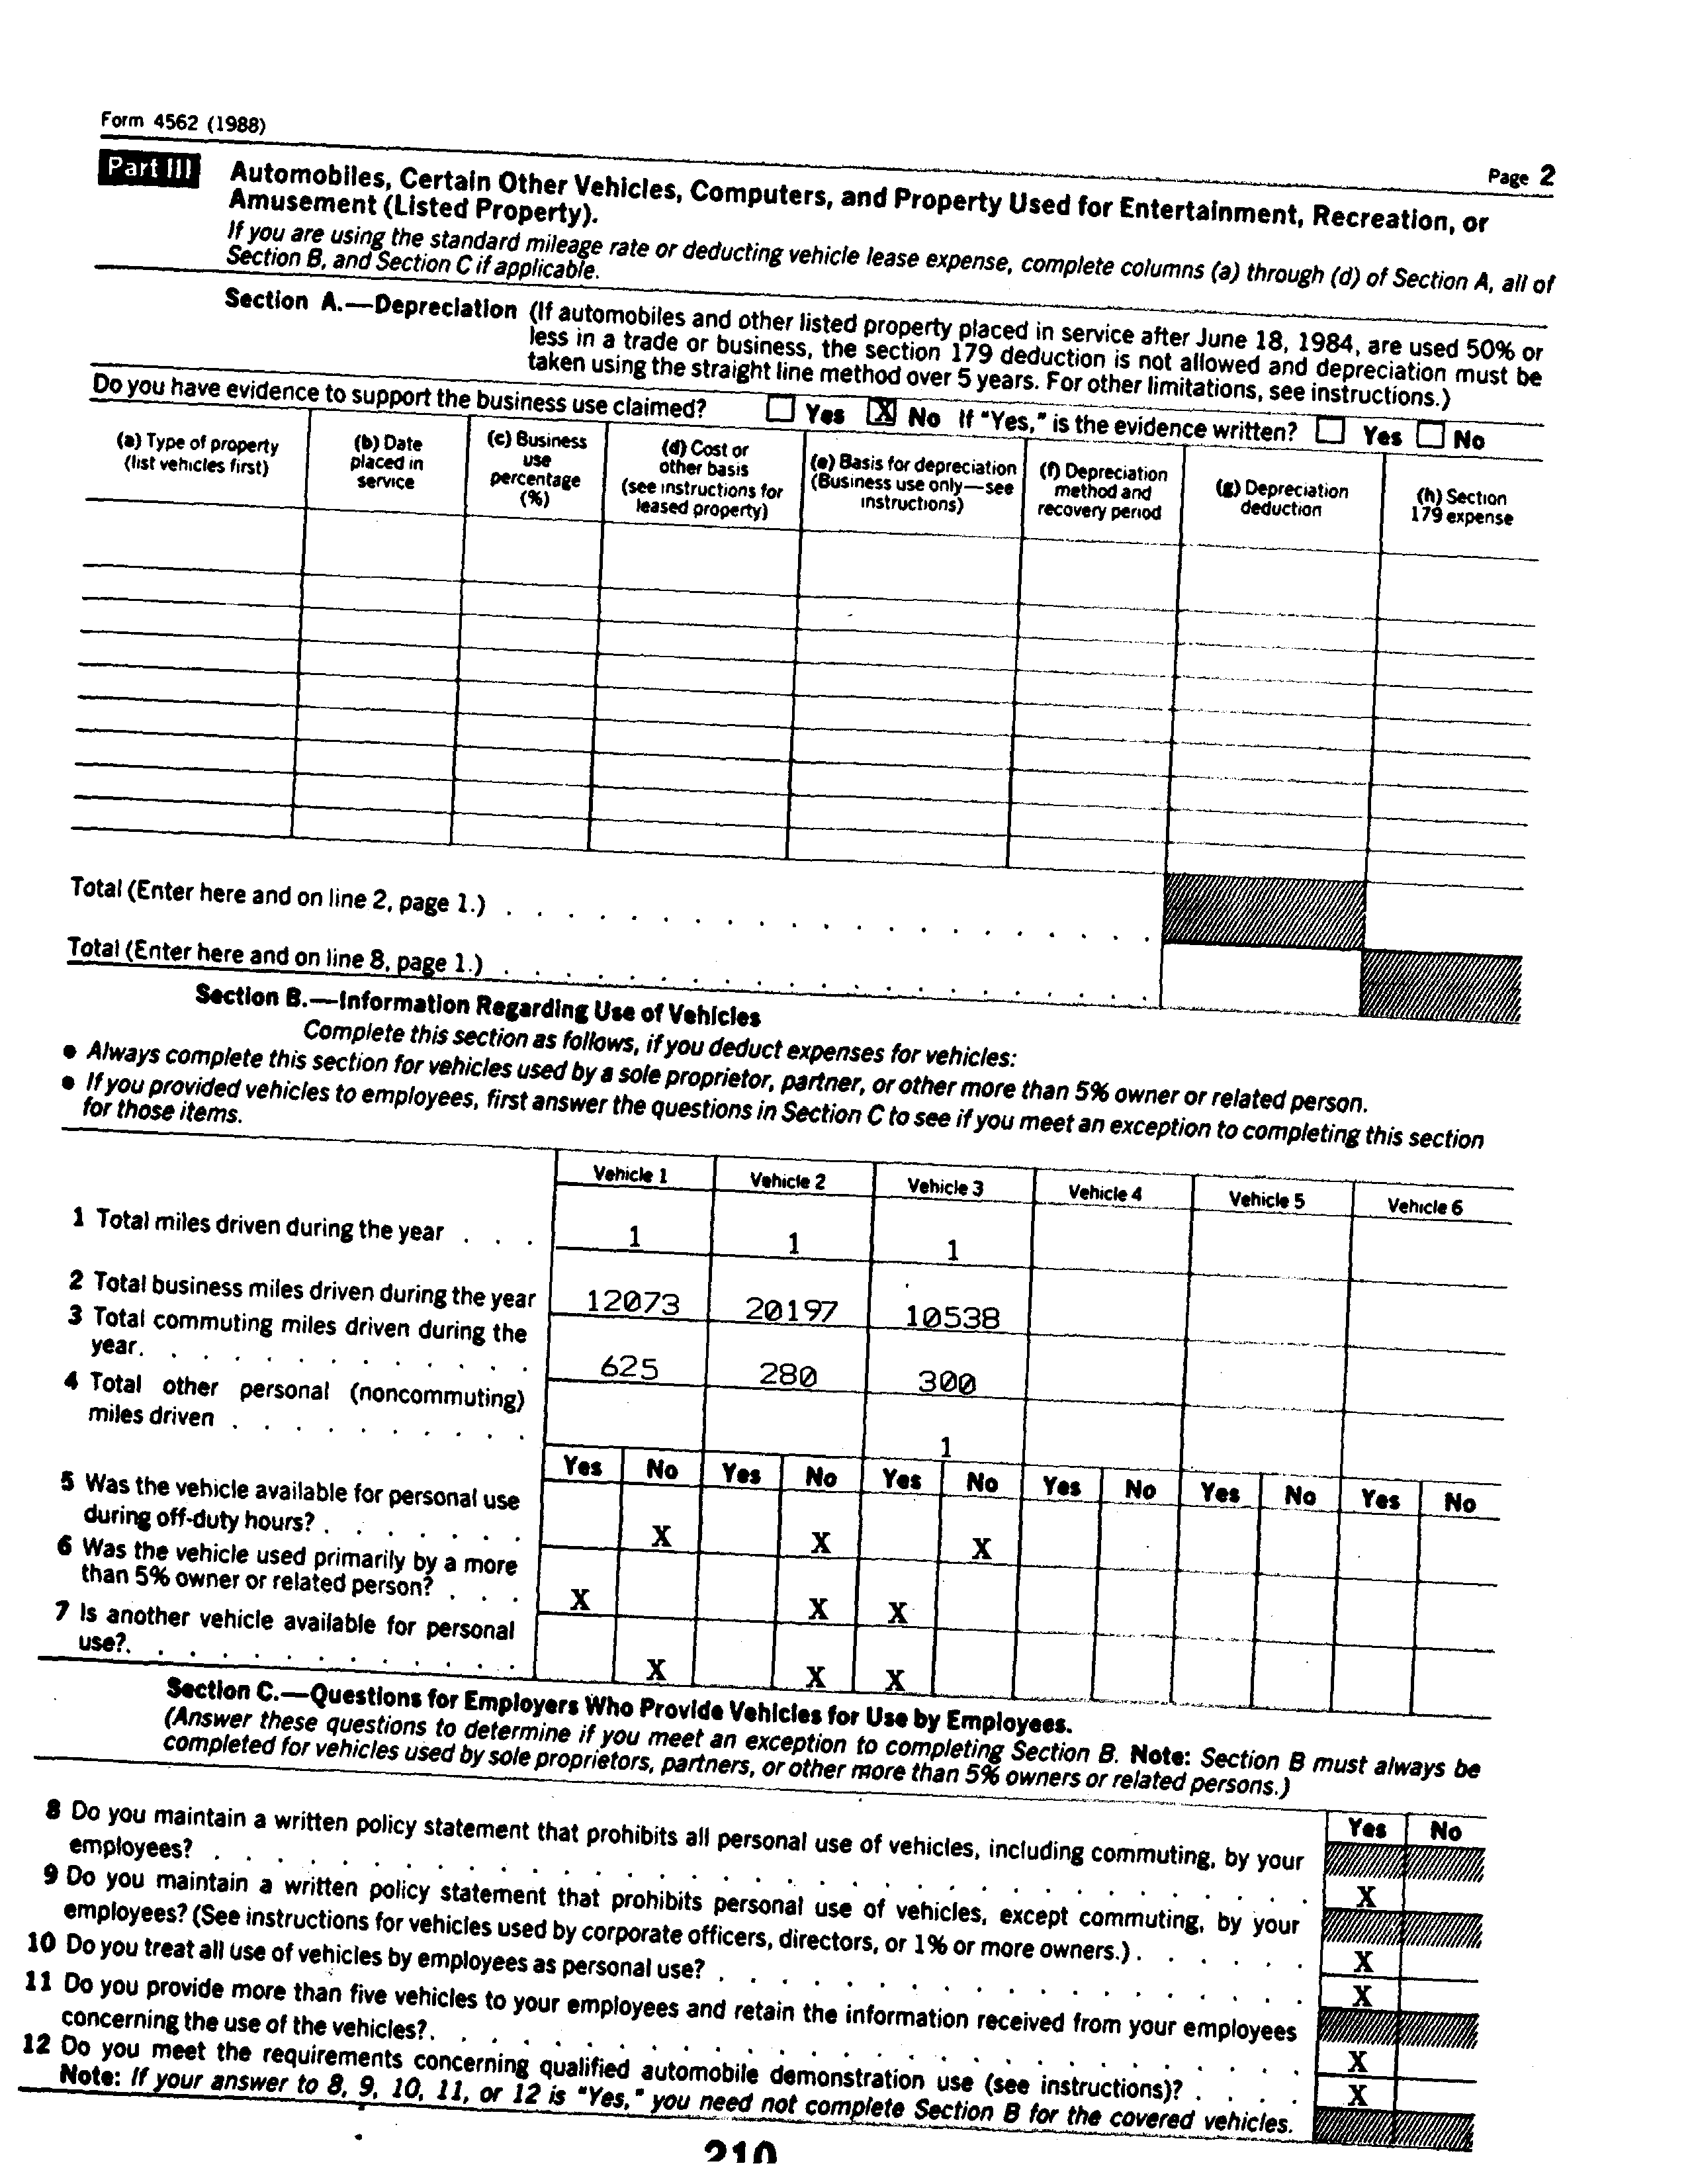 Form 4562 (1988)
Page 2
Part III Automobiles, Certain Other Vehicles, Computers, and Property Used for Entertainment, Recreation, or
Amusement (Listed Property).
If you are using the standard mileage rate or deducting vehicle lease expense, complete columns (a) through (d) of Section A, all of
Section B, and Section C if applicable.
Section A.—Depreciation (If automobiles and other listed property placed in service after June 18, 1984, are used 50% or
less in a trade or business, the section 179 deduction is not allowed and depreciation must be
taken using the straight line method over 5 years. For other limitations, see instructions.)
Do you have evidence to support the business use claimed? Yes X No If "Yes," is the evidence written? Yes No
(a) Type of property
(list vehicles first)
(b) Date
placed in
service
(c) Business
use
percentage
(%)
(d) Cost or
other basis
(see instructions for
leased property)
(e) Basis for depreciation
(Business use only—see
instructions)
(f) Depreciation
method and
recovery period
(g) Depreciation
deduction
(h) Section
179 expense
Total (Enter here and on line 2, page 1.)
Total (Enter here and on line 8, page 1.)
Section B.—Information Regarding Use of Vehicles
Complete this section as follows, if you deduct expenses for vehicles:
● Always complete this section for vehicles used by a sole proprietor, partner, or other more than 5% owner or related person.
● If you provided vehicles to employees, first answer the questions in Section C to see if you meet an exception to completing this section
for those items.
Vehicle 1 Vehicle 2 Vehicle 3 Vehicle 4 Vehicle 5 Vehicle 6
1 Total miles driven during the year . . . 1 1 1
2 Total business miles driven during the year 12073 20197 10538
3 Total commuting miles driven during the
year. 625 280 300
4 Total other personal (noncommuting)
miles driven 1
Yes No Yes No Yes No Yes No Yes No Yes No
5 Was the vehicle available for personal use
during off-duty hours? X X X
6 Was the vehicle used primarily by a more
than 5% owner or related person? X X X
7 Is another vehicle available for personal
use? X X X
Section C.—Questions for Employers Who Provide Vehicles for Use by Employees.
(Answer these questions to determine if you meet an exception to completing Section B. Note: Section B must always be
completed for vehicles used by sole proprietors, partners, or other more than 5% owners or related persons.)
Yes No
8 Do you maintain a written policy statement that prohibits all personal use of vehicles, including commuting, by your
employees? X
9 Do you maintain a written policy statement that prohibits personal use of vehicles, except commuting, by your
employees? (See instructions for vehicles used by corporate officers, directors, or 1% or more owners.) X
10 Do you treat all use of vehicles by employees as personal use? X
11 Do you provide more than five vehicles to your employees and retain the information received from your employees
concerning the use of the vehicles? X
12 Do you meet the requirements concerning qualified automobile demonstration use (see instructions)? X
Note: If your answer to 8, 9, 10, 11, or 12 is "Yes," you need not complete Section B for the covered vehicles.
210